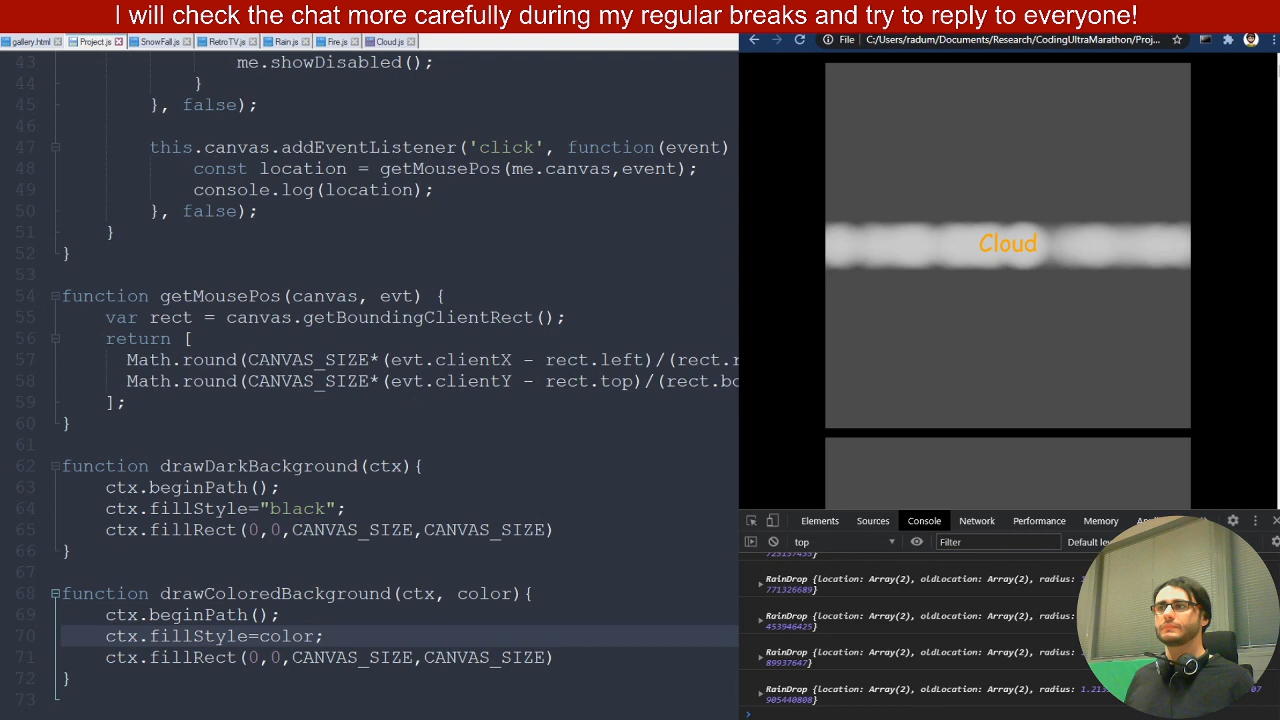 I will check the chat more carefully during my regular breaks and try to reply to everyone!
gallery.html Project.js SnowFall.js RetroTV.js Rain.js Fire.js Cloud.js
File C:/Users/radum/Documents/Research/CodingUltraMarathon/Proj...
43 me.showDisabled();
44 }
45 }, false);
46
47 this.canvas.addEventListener('click', function(event)
48 const location = getMousePos(me.canvas,event);
49 console.log(location);
50 }, false);
51 }
52 }
53
54 function getMousePos(canvas, evt) {
55 var rect = canvas.getBoundingClientRect();
56 return [
57 Math.round(CANVAS_SIZE*(evt.clientX - rect.left)/(rect.
58 Math.round(CANVAS_SIZE*(evt.clientY - rect.top)/(rect.
59 ];
60 }
61
62 function drawDarkBackground(ctx){
63 ctx.beginPath();
64 ctx.fillStyle="black";
65 ctx.fillRect(0,0,CANVAS_SIZE,CANVAS_SIZE)
66 }
67
68 function drawColoredBackground(ctx, color){
69 ctx.beginPath();
70 ctx.fillStyle=color;
71 ctx.fillRect(0,0,CANVAS_SIZE,CANVAS_SIZE)
72 }
73
Cloud
Elements Sources Console Network Performance Memory
top Filter Default
RainDrop {location: Array(2), oldLocation: Array(2), radius:
771326689}
RainDrop {location: Array(2), oldLocation: Array(2), radius:
453946425}
RainDrop {location: Array(2), oldLocation: Array(2), radius:
89937647}
RainDrop {location: Array(2), oldLocation: Array(2), radius:
905440808}